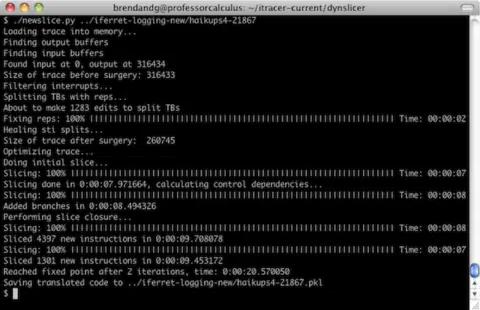 brendandg@professorcalculus: ~/itracer-current/dynslicer
$ ./newslice.py ../iferret-logging-new/haikups4-21867
Loading trace into memory...
Finding output buffers
Finding input buffers
Found input at 0, output at 316434
Size of trace before surgery: 316433
Filtering interrupts...
Splitting TBs with reps...
About to make 1283 edits to split TBs
Fixing reps: 100% |||||||||||||||||||||||||||||||||||||||||||||||||||||||| Time: 00:00:02
Healing sti splits...
Size of trace after surgery:  260745
Optimizing trace...
Doing initial slice...
Slicing: 100% ||||||||||||||||||||||||||||||||||||||||||||||||||||||||||||| Time: 00:00:07
Slicing done in 0:00:07.971664, calculating control dependencies...
Slicing: 100% ||||||||||||||||||||||||||||||||||||||||||||||||||||||||||||| Time: 00:00:08
Added branches in 0:00:08.494326
Performing slice closure...
Slicing: 100% ||||||||||||||||||||||||||||||||||||||||||||||||||||||||||||| Time: 00:00:08
Sliced 4397 new instructions in 0:00:09.708078
Slicing: 100% ||||||||||||||||||||||||||||||||||||||||||||||||||||||||||||| Time: 00:00:07
Sliced 1301 new instructions in 0:00:09.453172
Reached fixed point after 2 iterations, time: 0:00:20.570050
Saving translated code to ../iferret-logging-new/haikups4-21867.pkl
$